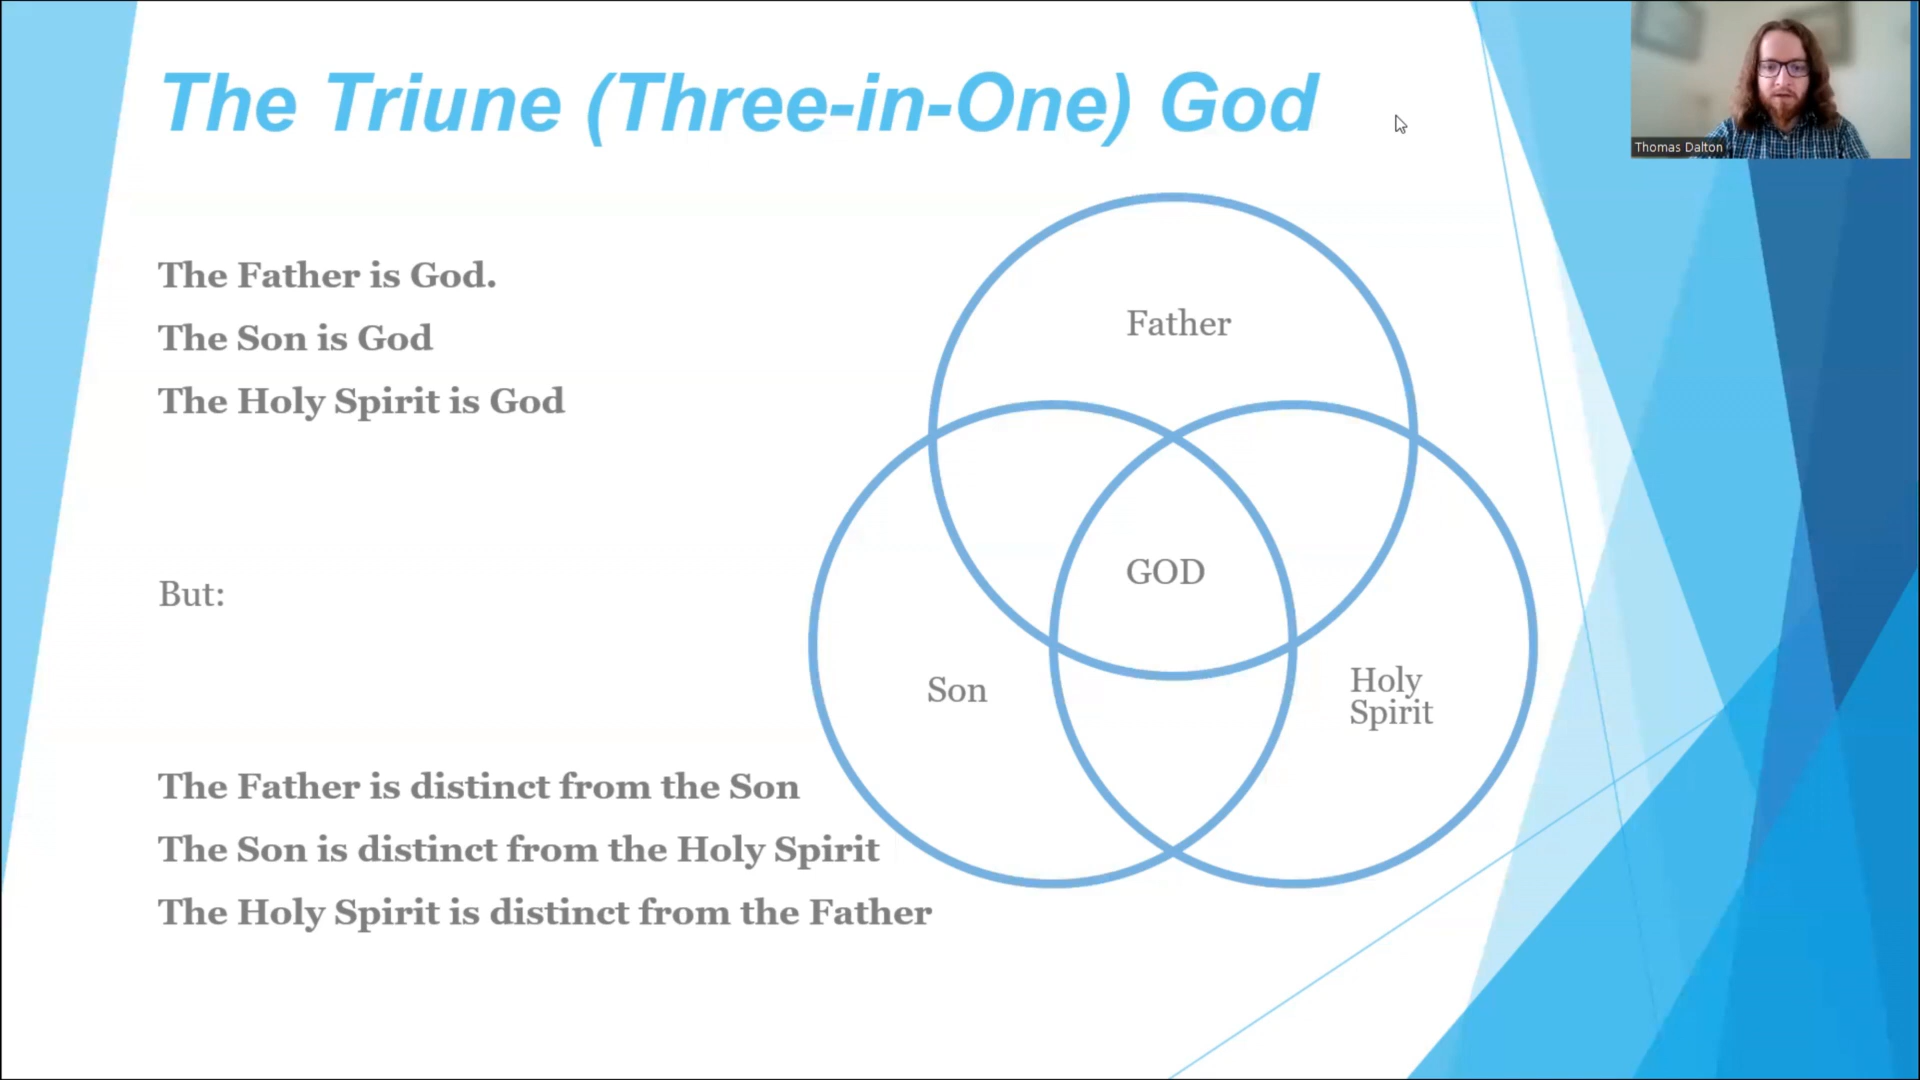 The Triune (Three-in-One) God
Thomas Dalton
The Father is God.
The Son is God
The Holy Spirit is God
But:
The Father is distinct from the Son
The Son is distinct from the Holy Spirit
The Holy Spirit is distinct from the Father
Father
GOD
Son
Holy
Spirit